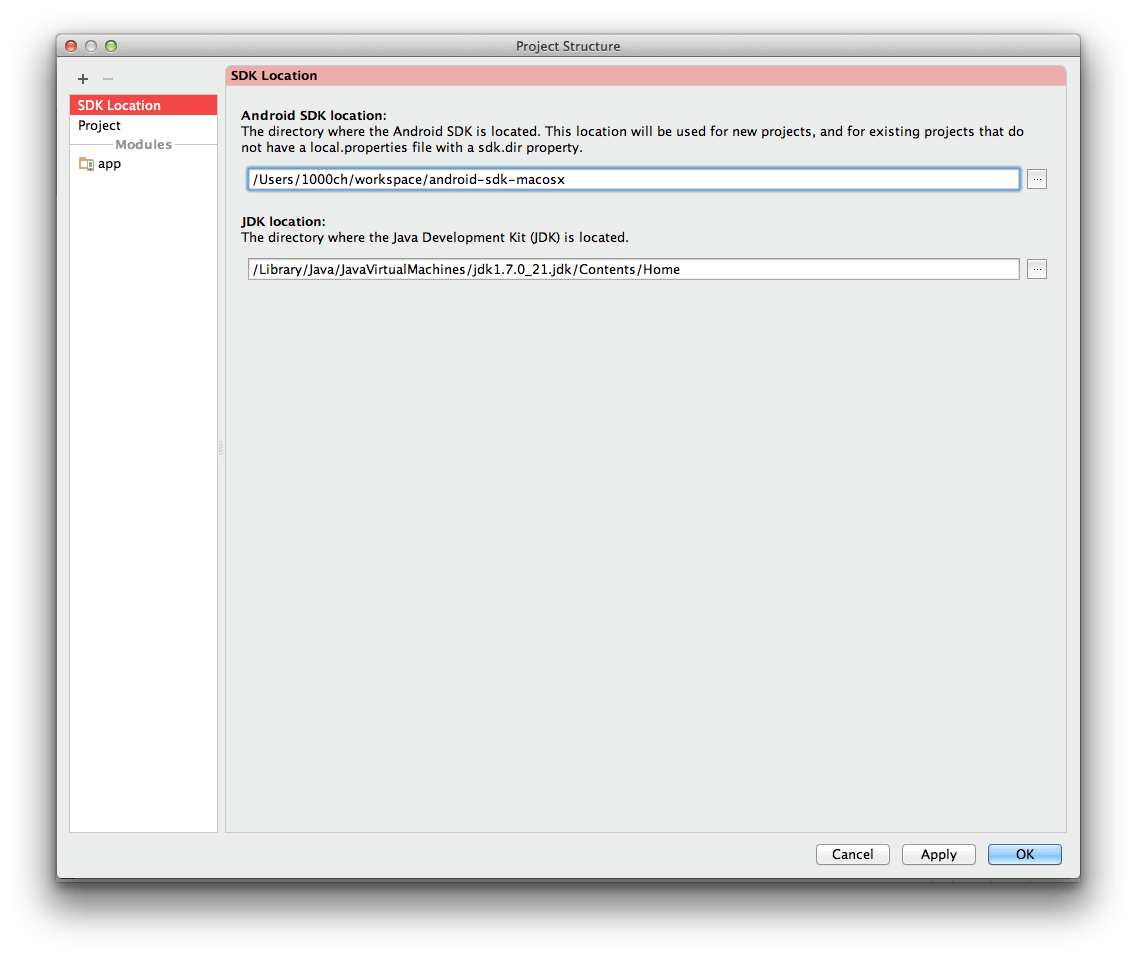 Project Structure
SDK Location
Project
Modules
app
SDK Location
Android SDK location:
The directory where the Android SDK is located. This location will be used for new projects, and for existing projects that do
not have a local.properties file with a sdk.dir property.
/Users/1000ch/workspace/android-sdk-macosx
...
JDK location:
The directory where the Java Development Kit (JDK) is located.
/Library/Java/JavaVirtualMachines/jdk1.7.0_21.jdk/Contents/Home
...
Cancel
Apply
OK